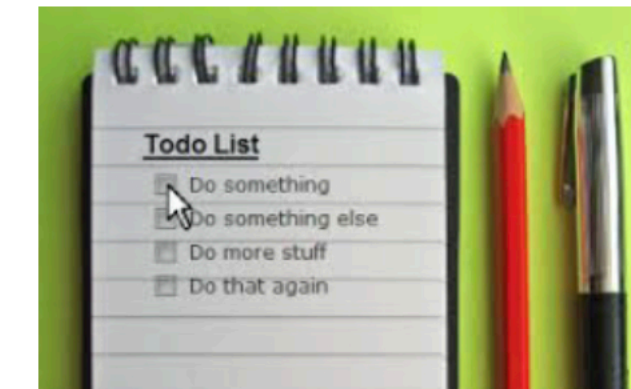 Todo List
Do something
Do something else
Do more stuff
Do that again